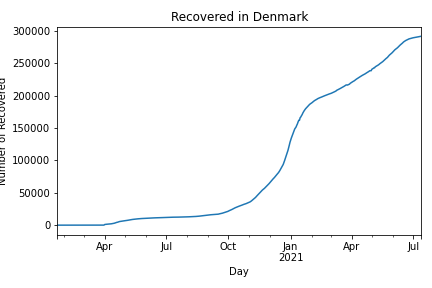 Recovered in Denmark
Number of Recovered
300000
250000
200000
150000
100000
50000
0
Apr
Jul
Oct
Jan
2021
Apr
Jul
Day